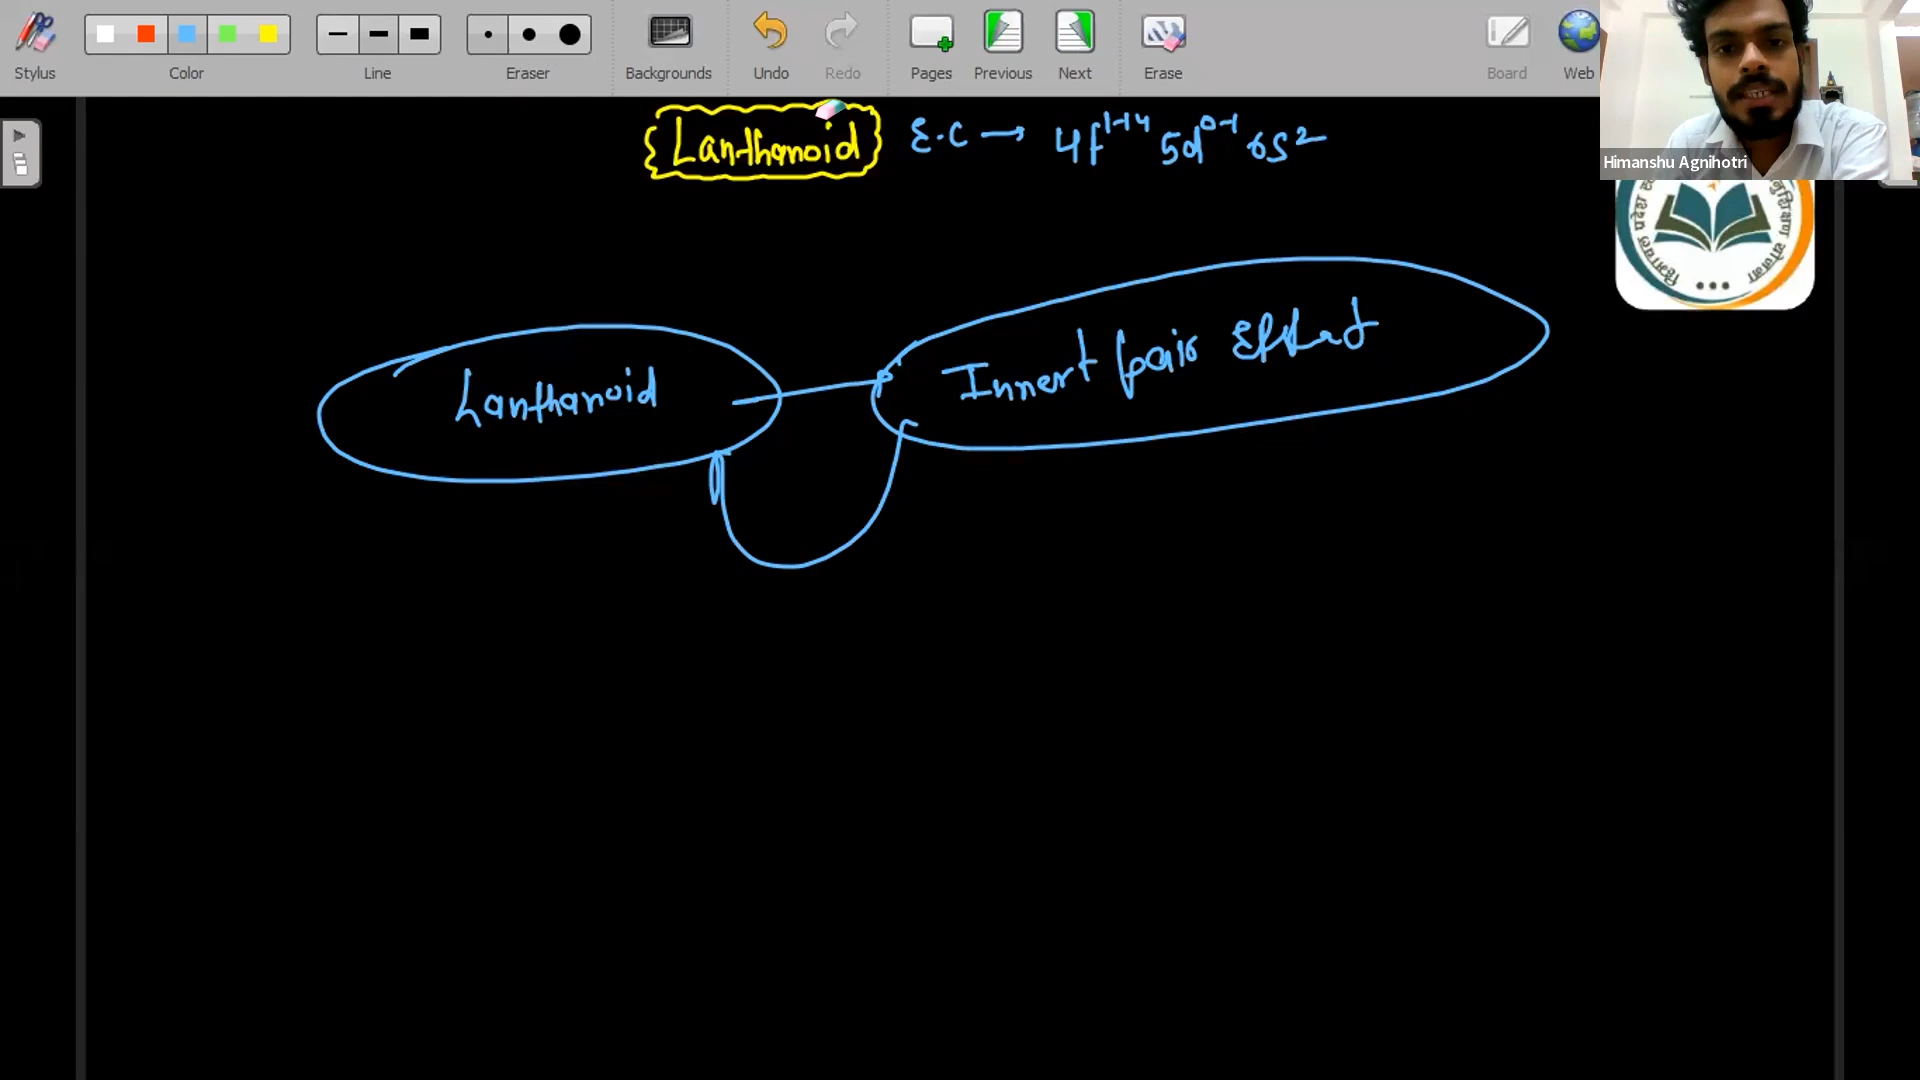 Stylus Color Line Eraser Backgrounds Undo Redo Pages Previous Next Erase Board Web
Himanshu Agnihotri
Lanthanoid E.C → 4f¹⁻¹⁴ 5d⁰⁻¹ 6s²
Lanthanoid
Innert pair Effect